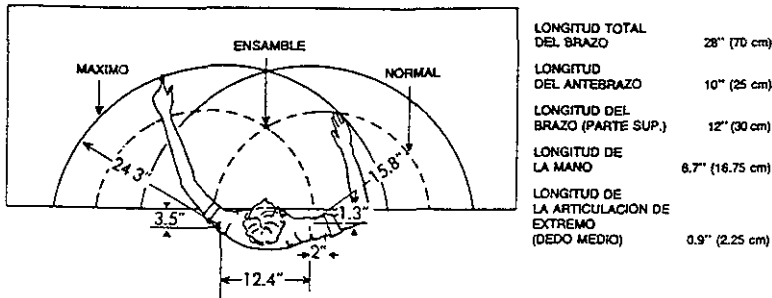 MAXIMO
ENSAMBLE
NORMAL
24.3"
15.8"
3.5"
1.3"
2"
12.4"
LONGITUD TOTAL
DEL BRAZO 28" (70 cm)
LONGITUD
DEL ANTEBRAZO 10" (25 cm)
LONGITUD DEL
BRAZO (PARTE SUP.) 12" (30 cm)
LONGITUD DE
LA MANO 6.7" (16.75 cm)
LONGITUD DE
LA ARTICULACIÓN DE
EXTREMO
(DEDO MEDIO) 0.9" (2.25 cm)